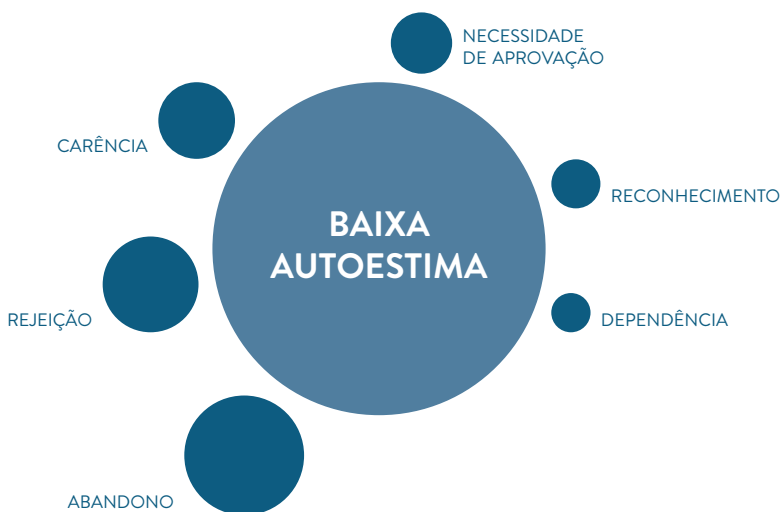 NECESSIDADE
DE APROVAÇÃO
CARÊNCIA
RECONHECIMENTO
BAIXA
AUTOESTIMA
REJEIÇÃO
DEPENDÊNCIA
ABANDONO